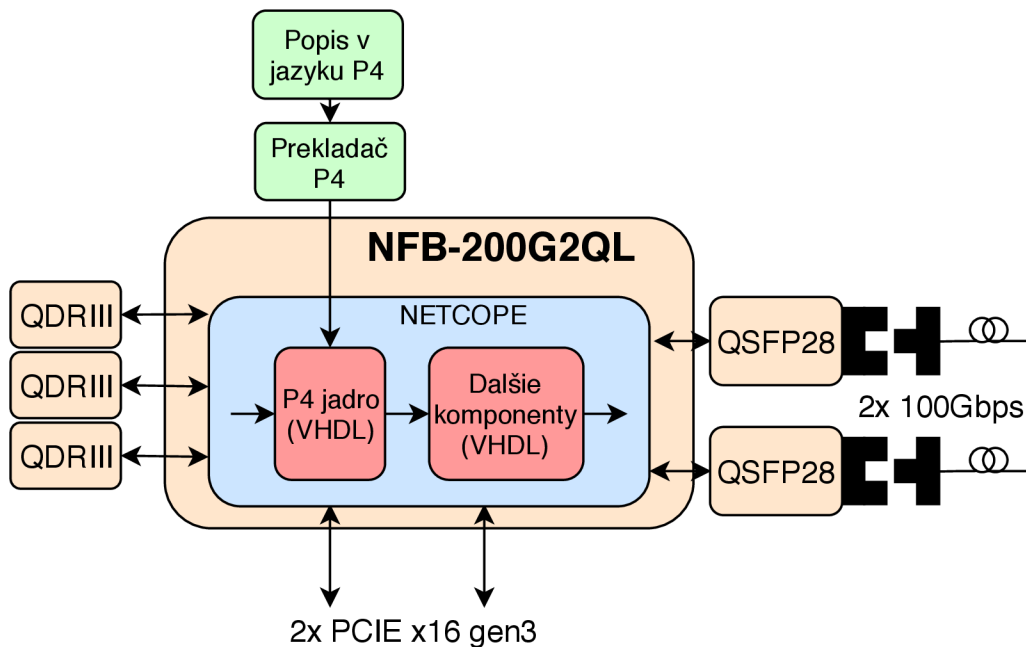 Popis v
jazyku P4
Prekladač
P4
NFB-200G2QL
NETCOPE
QDRIII
QDRIII
QDRIII
P4 jadro
(VHDL)
Dalšie
komponenty
(VHDL)
QSFP28
2x 100Gbps
QSFP28
2x PCIE x16 gen3